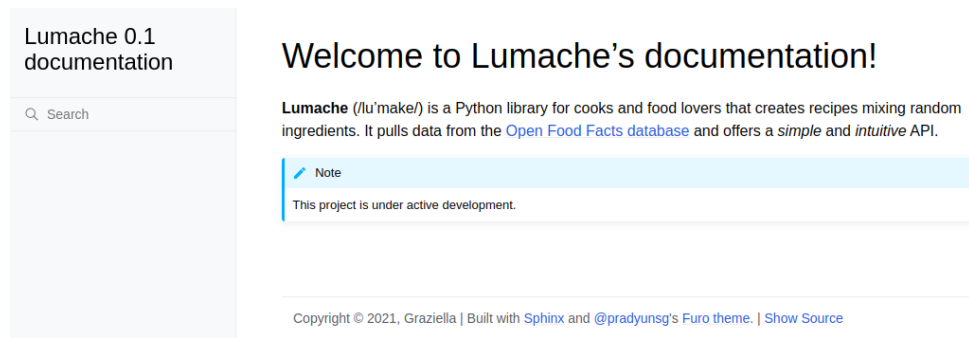 Lumache 0.1
documentation
Search
Welcome to Lumache’s documentation!
Lumache (/lu’make/) is a Python library for cooks and food lovers that creates recipes mixing random
ingredients. It pulls data from the Open Food Facts database and offers a simple and intuitive API.
Note
This project is under active development.
Copyright © 2021, Graziella | Built with Sphinx and @pradyunsg's Furo theme. | Show Source